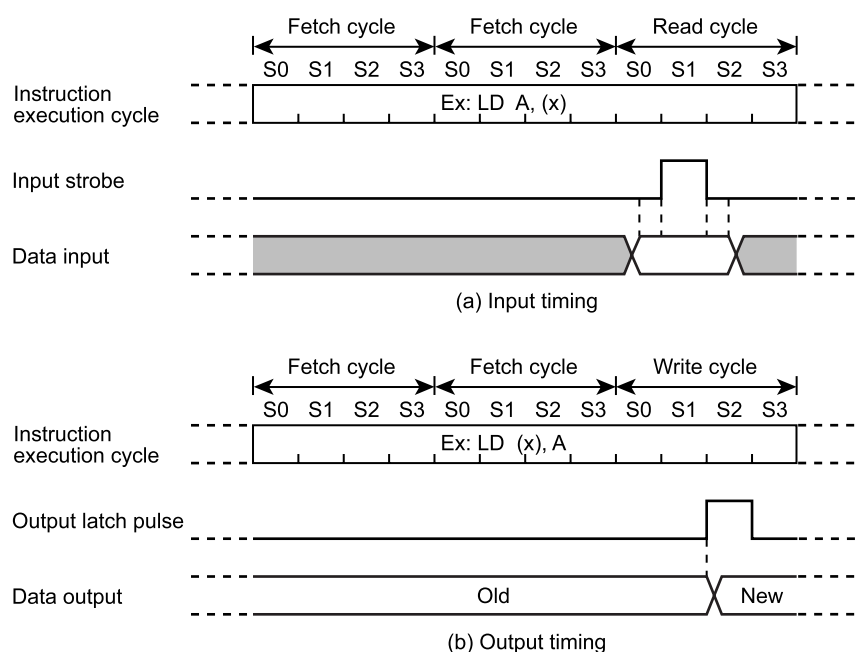 Fetch cycle Fetch cycle Read cycle
S0 S1 S2 S3 S0 S1 S2 S3 S0 S1 S2 S3
Instruction
execution cycle
Ex: LD A, (x)
Input strobe
Data input
(a) Input timing
Fetch cycle Fetch cycle Write cycle
S0 S1 S2 S3 S0 S1 S2 S3 S0 S1 S2 S3
Instruction
execution cycle
Ex: LD (x), A
Output latch pulse
Data output Old New
(b) Output timing